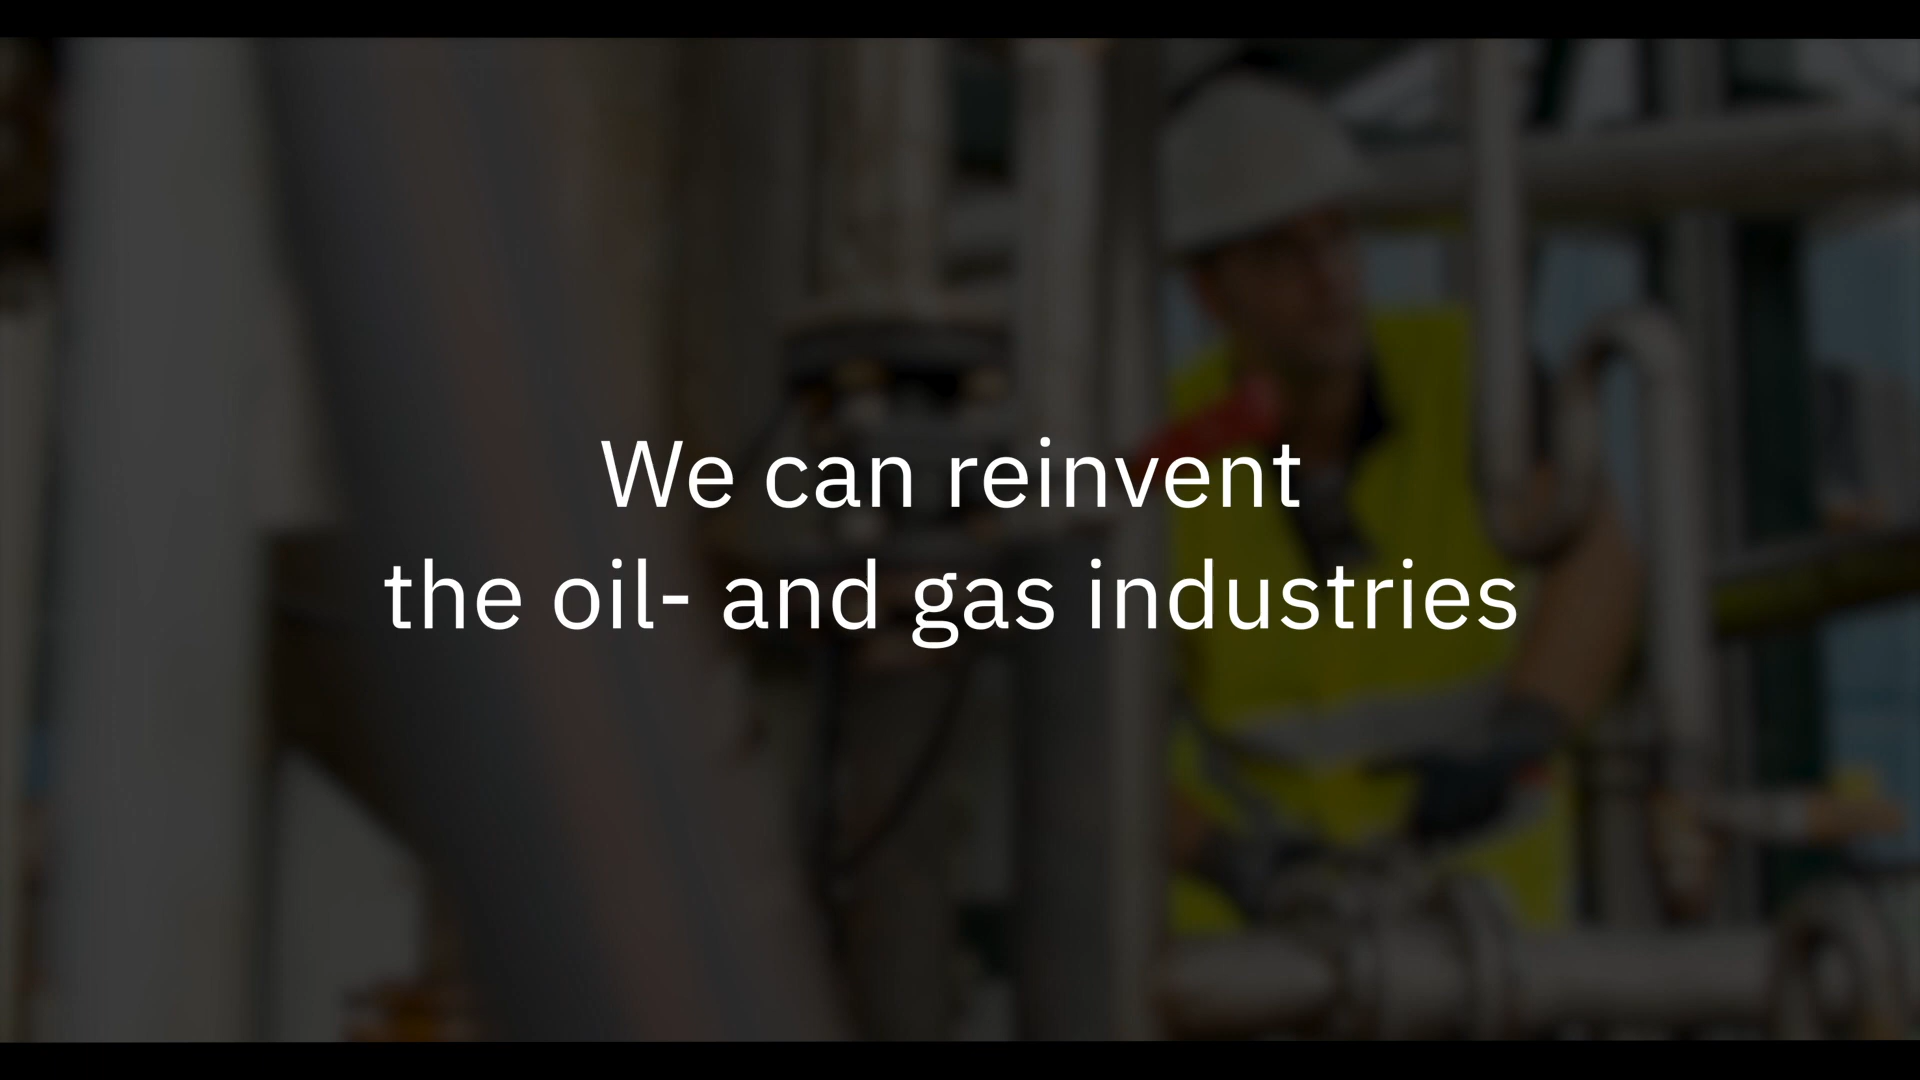 We can reinvent
the oil- and gas industries